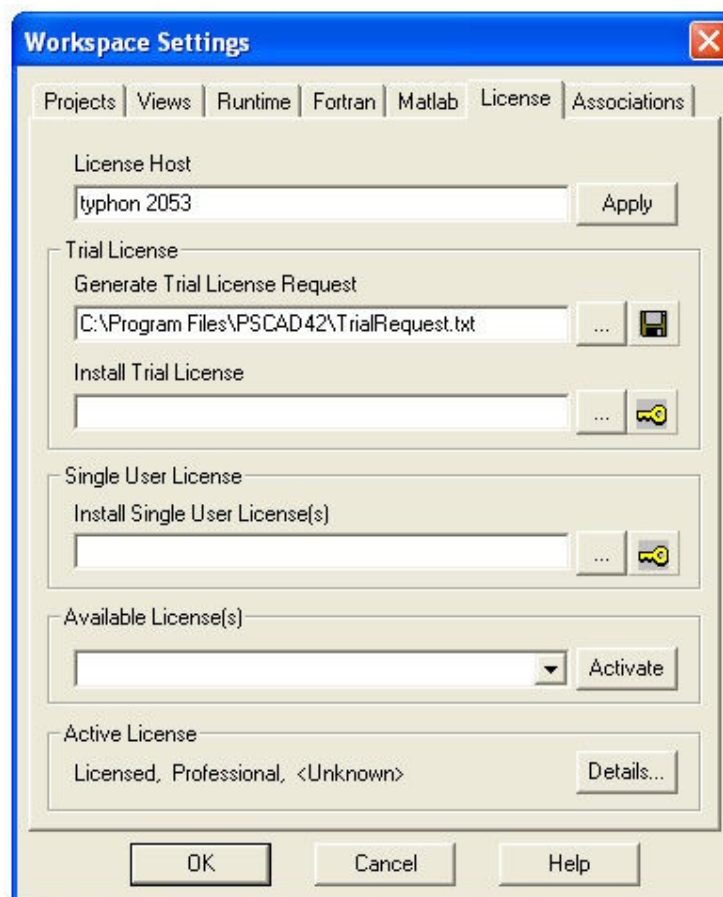 Workspace Settings
Projects Views Runtime Fortran Matlab License Associations
License Host
typhon 2053 Apply
Trial License
Generate Trial License Request
C:\Program Files\PSCAD42\TrialRequest.txt ...
Install Trial License
...
Single User License
Install Single User License(s)
...
Available License(s)
Activate
Active License
Licensed, Professional, <Unknown> Details...
OK Cancel Help